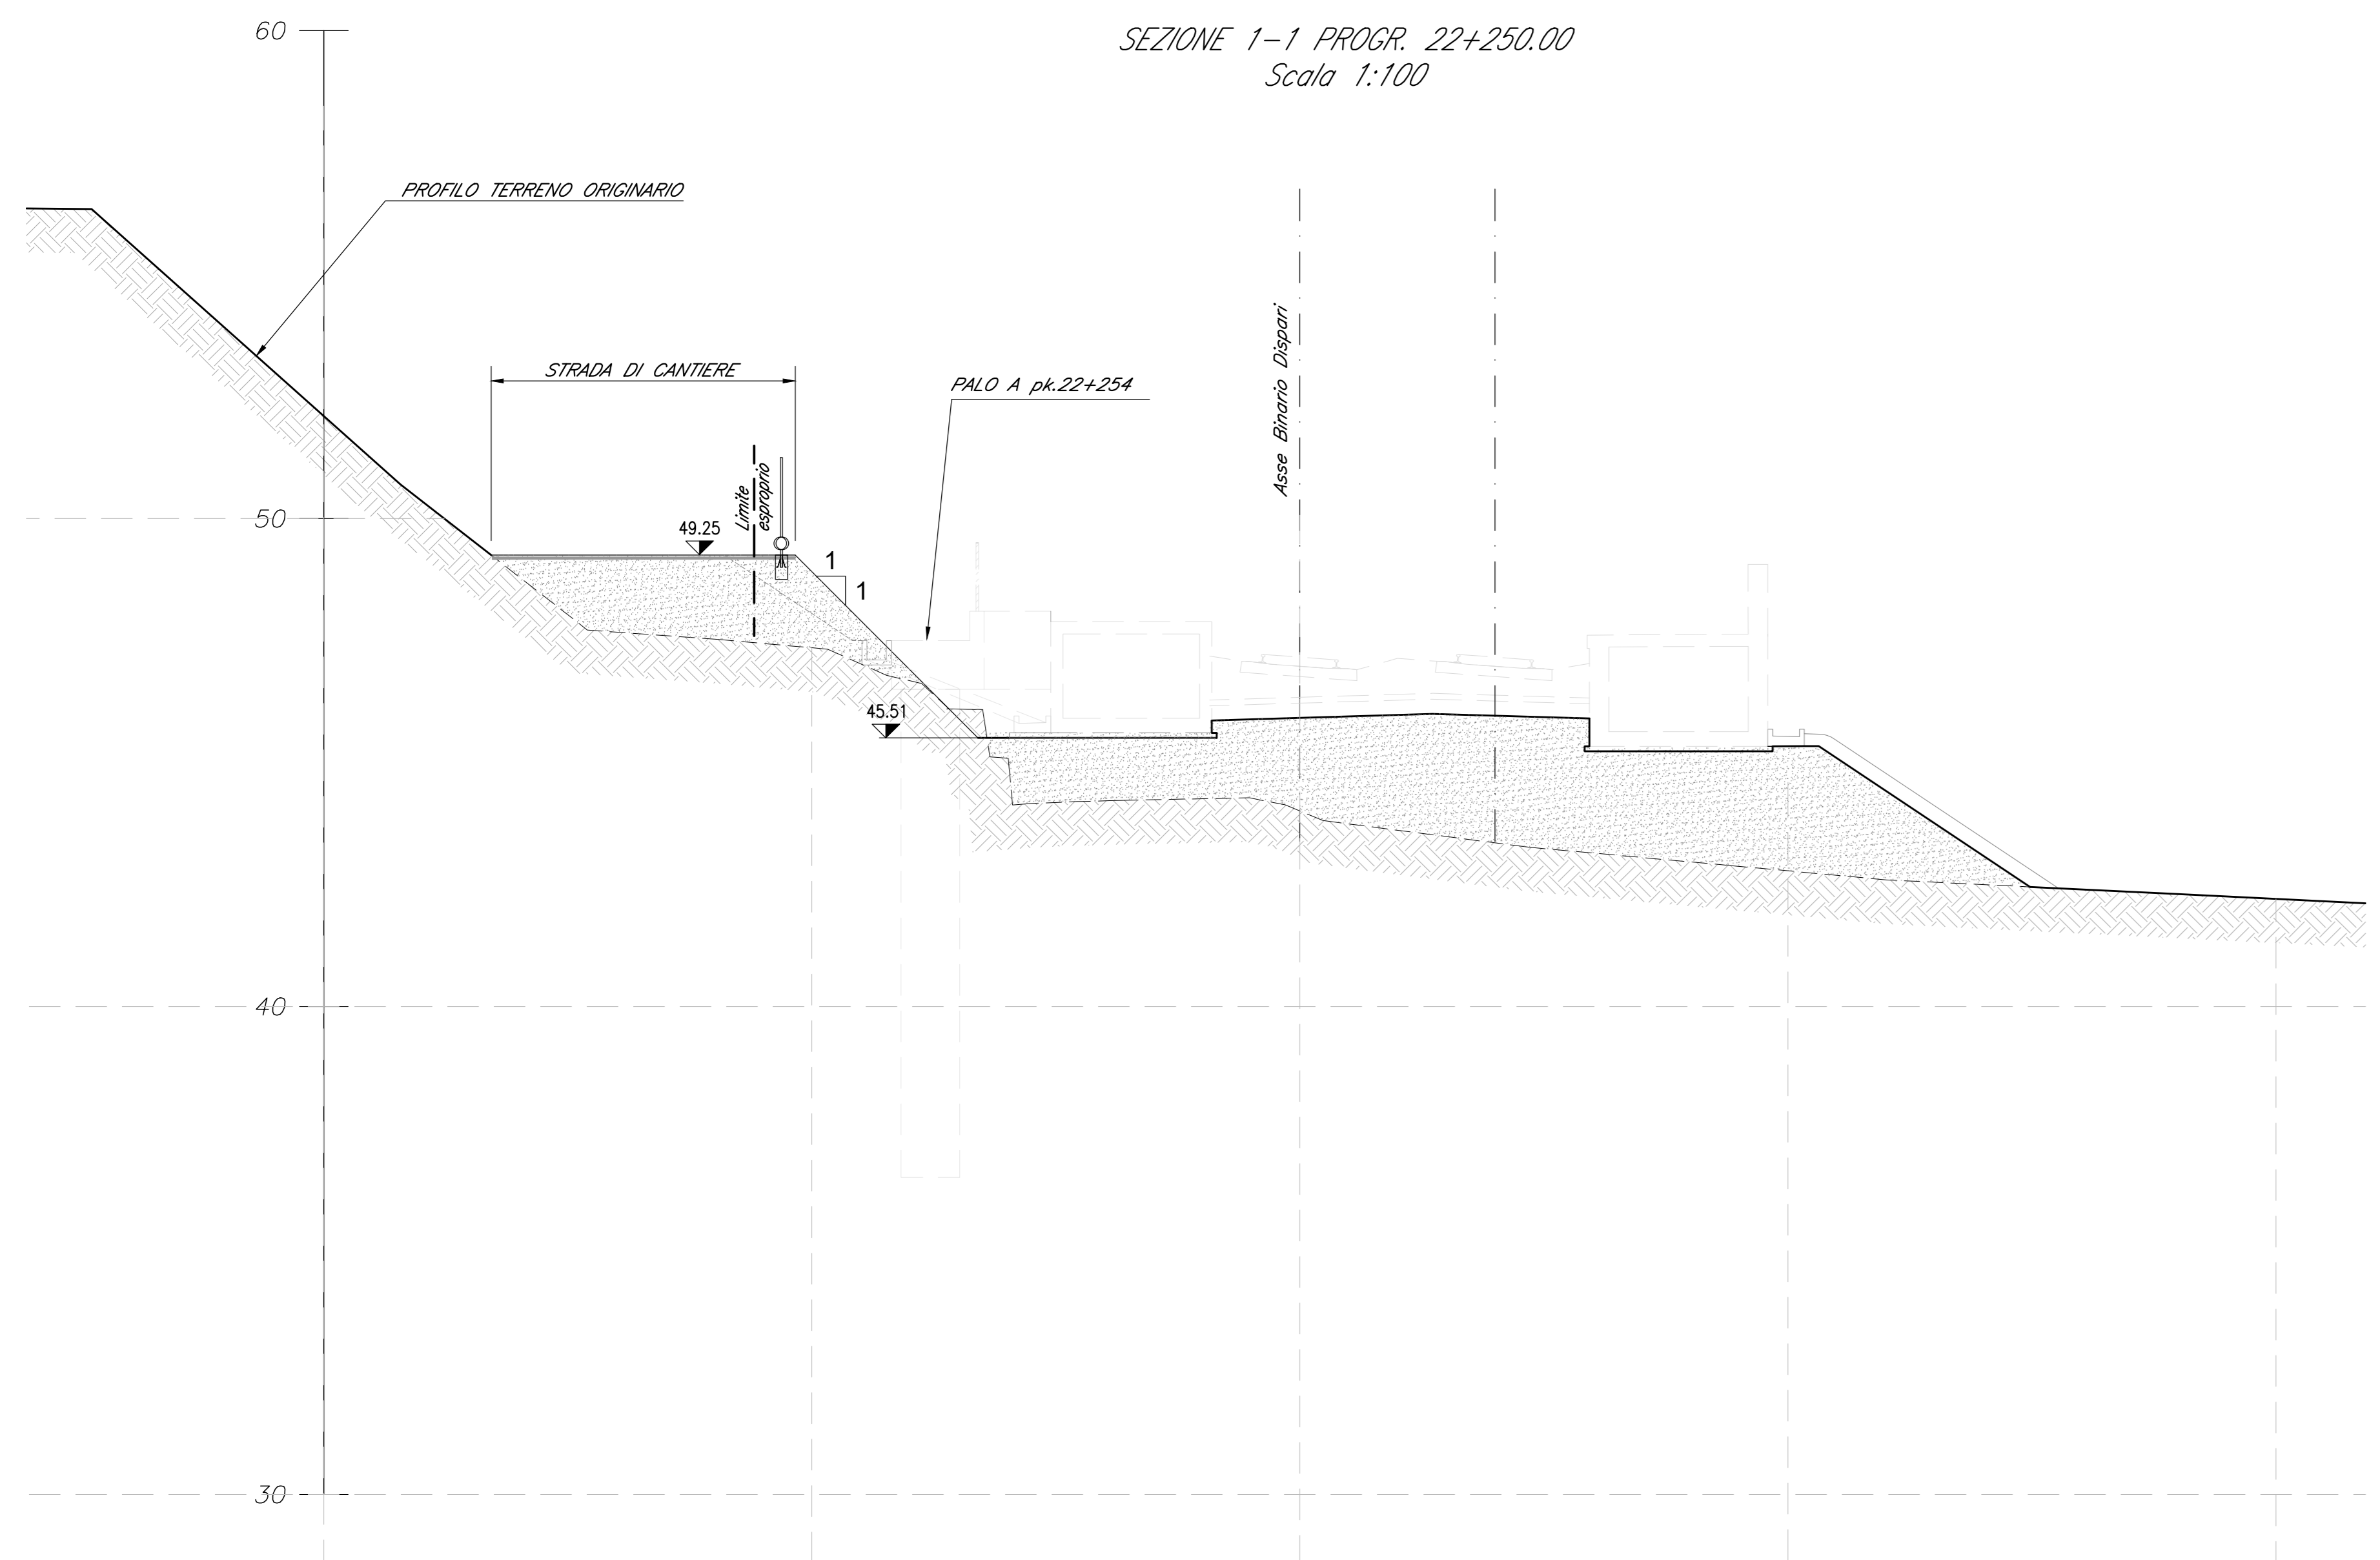 SEZIONE 1-1 PROGR. 22+250.00
Scala 1:100
60
PROFILO TERRENO ORIGINARIO
STRADA DI CANTIERE
PALO A pk.22+254
Asse Binario Dispari
Limite
esproprio
50
49.25
1
1
45.51
40
30